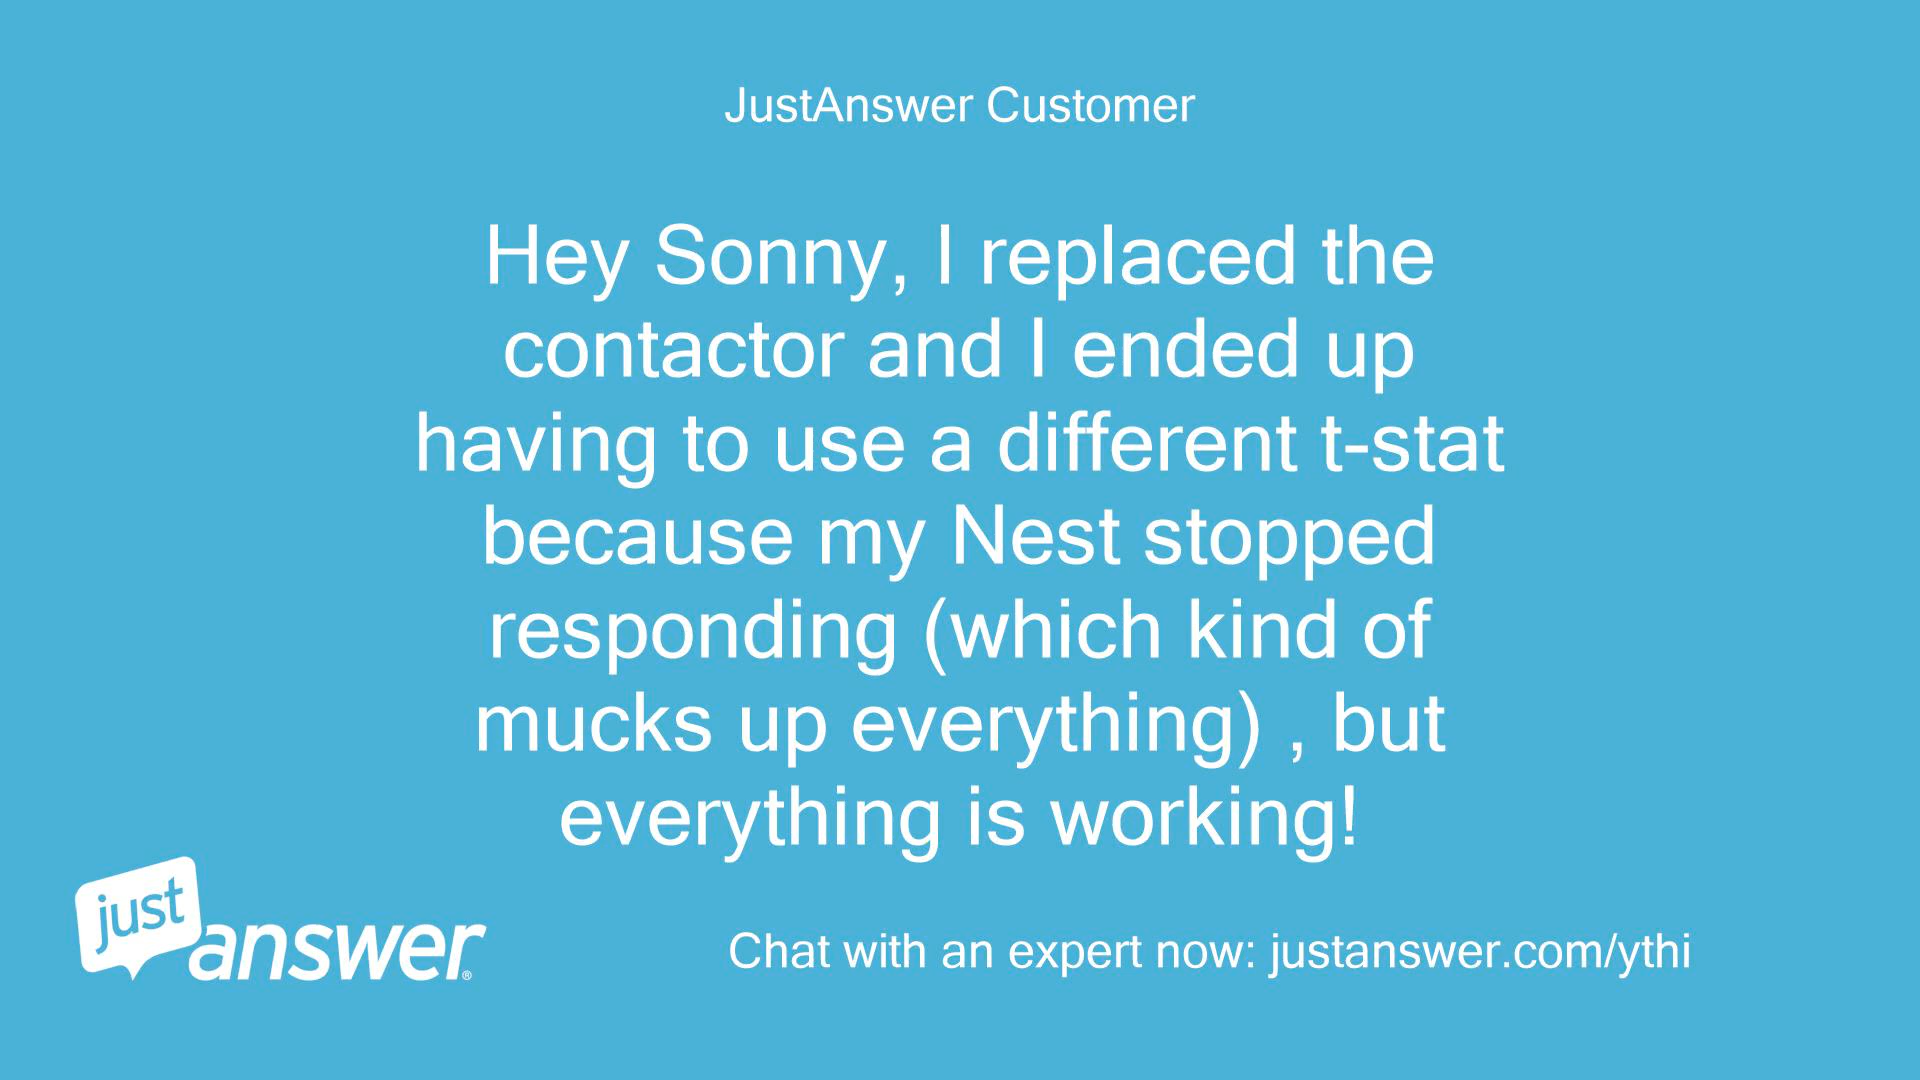 JustAnswer Customer
Hey Sonny, I replaced the
contactor and I ended up
having to use a different t-stat
because my Nest stopped
responding (which kind of
mucks up everything) , but
everything is working!
just
answer®
Chat with an expert now: justanswer.com/ythi